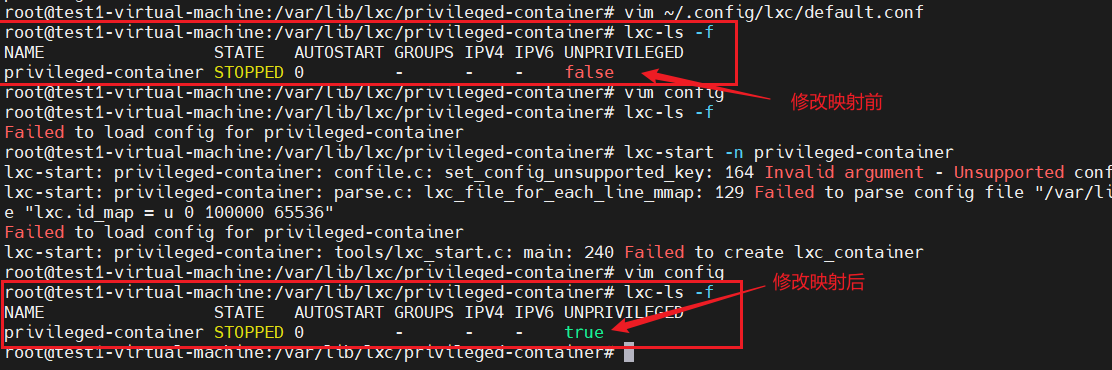 root@test1-virtual-machine:/var/lib/lxc/privileged-container# vim ~/.config/lxc/default.conf
root@test1-virtual-machine:/var/lib/lxc/privileged-container# lxc-ls -f
NAME STATE AUTOSTART GROUPS IPV4 IPV6 UNPRIVILEGED
privileged-container STOPPED 0 - - - false
root@test1-virtual-machine:/var/lib/lxc/privileged-container# vim config
修改映射前
root@test1-virtual-machine:/var/lib/lxc/privileged-container# lxc-ls -f
Failed to load config for privileged-container
root@test1-virtual-machine:/var/lib/lxc/privileged-container# lxc-start -n privileged-container
lxc-start: privileged-container: confile.c: set_config_unsupported_key: 164 Invalid argument - Unsupported conf
lxc-start: privileged-container: parse.c: lxc_file_for_each_line_mmap: 129 Failed to parse config file "/var/li
e "lxc.id_map = u 0 100000 65536"
Failed to load config for privileged-container
lxc-start: privileged-container: tools/lxc_start.c: main: 240 Failed to create lxc_container
root@test1-virtual-machine:/var/lib/lxc/privileged-container# vim config
修改映射后
root@test1-virtual-machine:/var/lib/lxc/privileged-container# lxc-ls -f
NAME STATE AUTOSTART GROUPS IPV4 IPV6 UNPRIVILEGED
privileged-container STOPPED 0 - - - true
root@test1-virtual-machine:/var/lib/lxc/privileged-container#